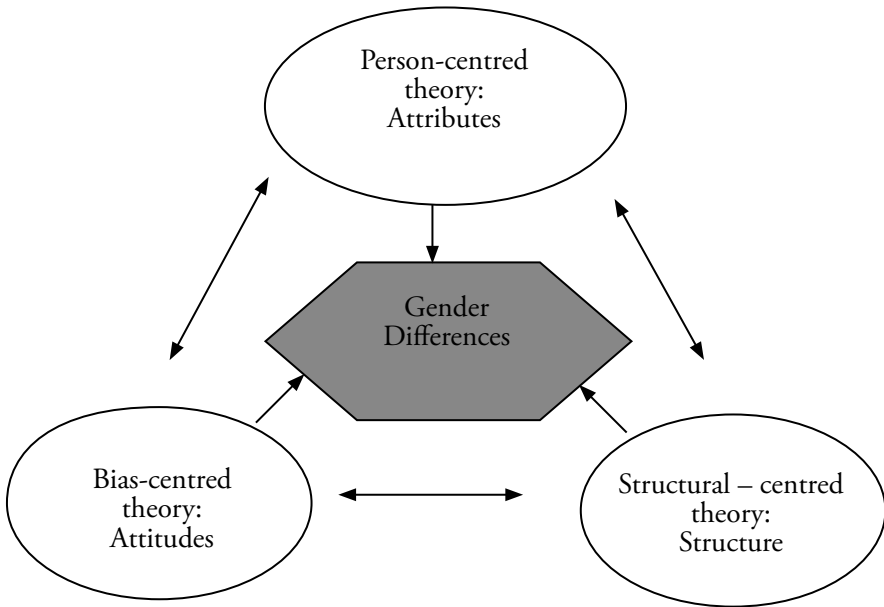 Person-centred
theory:
Attributes
Gender
Differences
Bias-centred
theory:
Attitudes
Structural – centred
theory:
Structure